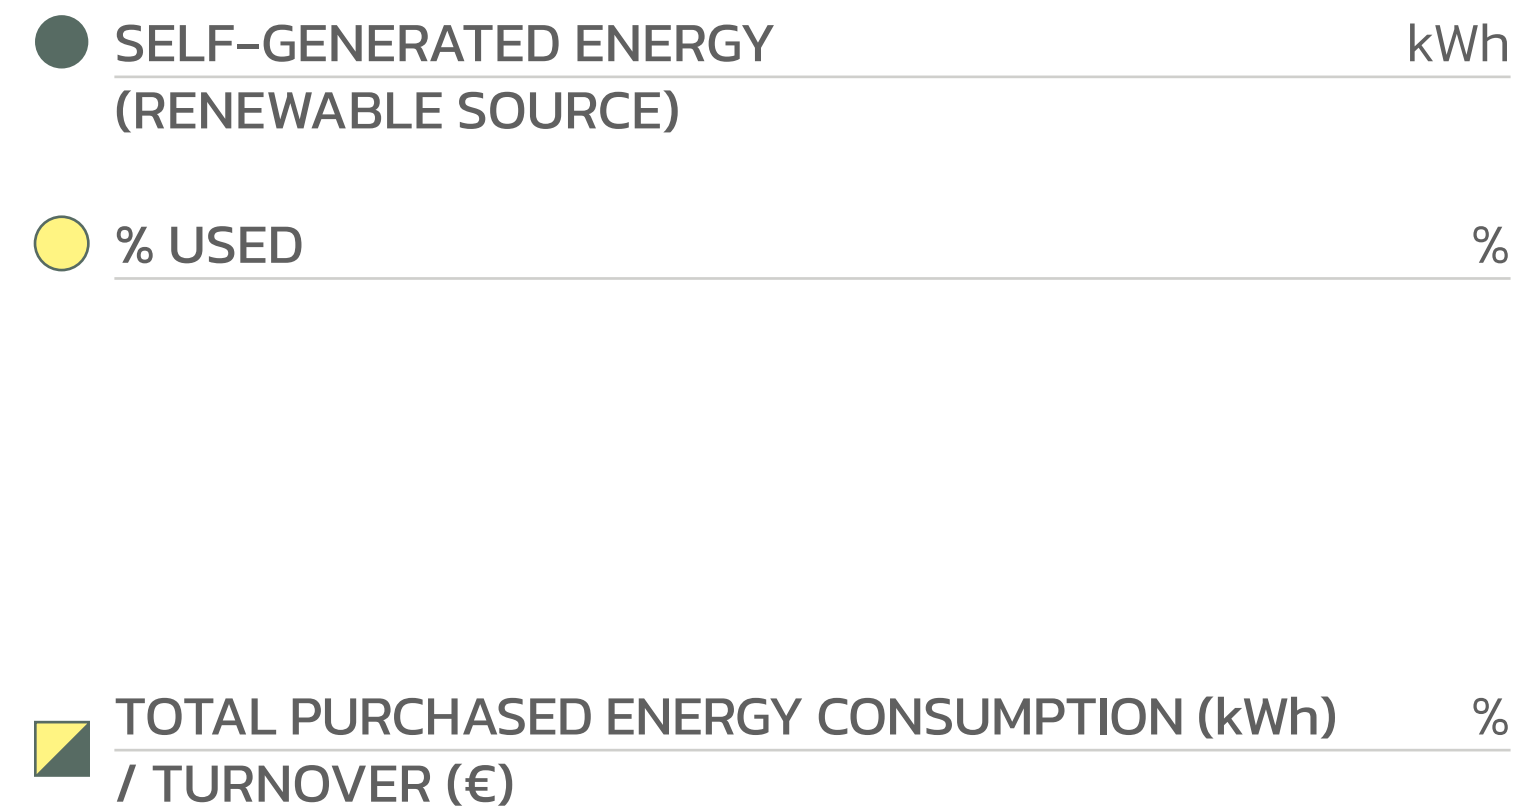 SELF-GENERATED ENERGY kWh
(RENEWABLE SOURCE)
% USED %
TOTAL PURCHASED ENERGY CONSUMPTION (kWh) %
/ TURNOVER (€)